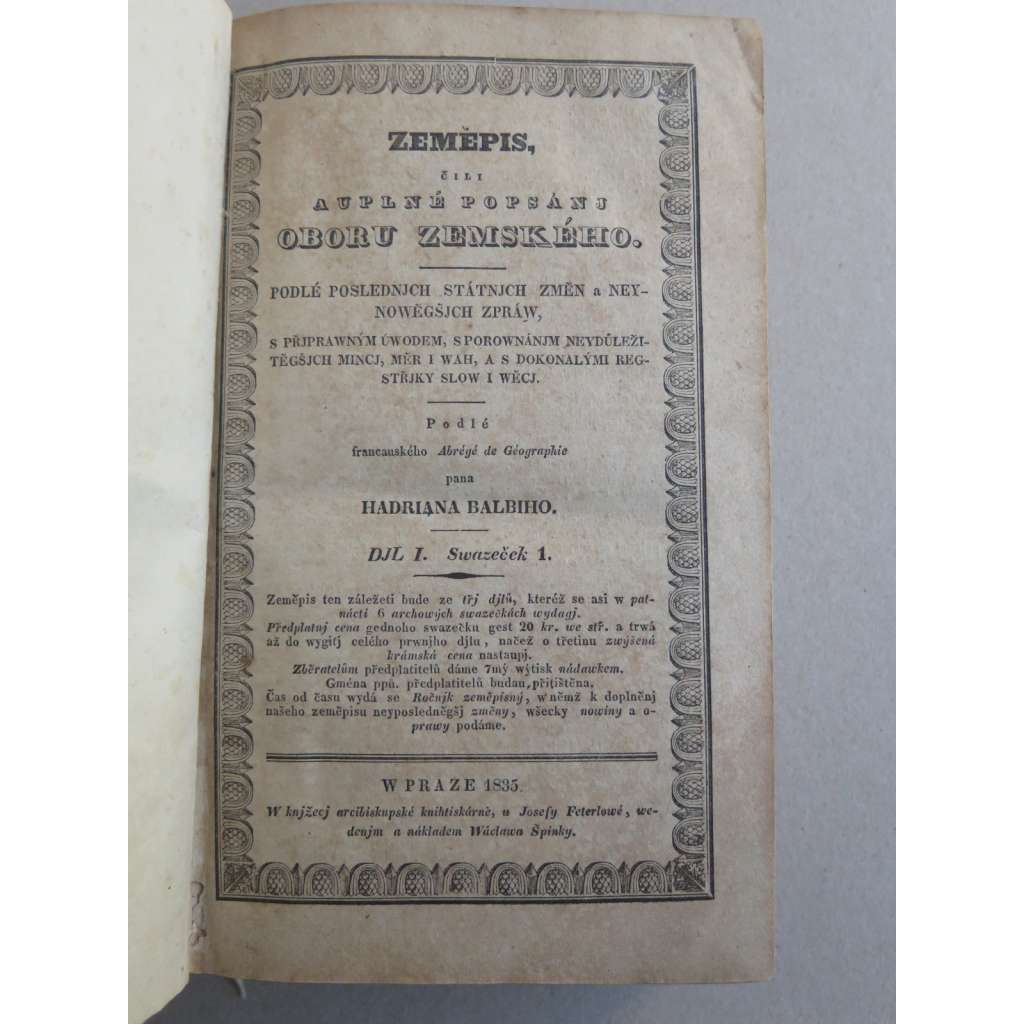 ZEMĚPIS,
ČILI
AUPLNÉ POPSÁNJ
OBORU ZEMSKÉHO.
PODLÉ POSLEDNJCH STÁTNJCH ZMĚN a NEY-
NOWĚGŠJCH ZPRÁW,
S PŘJPRAWNÝM ÚWODEM, S POROWNÁNJM NEYDŮLEŽI-
TĚGŠJCH MINCJ, MĚR I WAH, A S DOKONALÝMI REG-
STŘJKY SLOW I WĚCJ.
Podlé
francauského Abrégé de Géographie
pana
HADRIANA BALBIHO.
DJL I. Swazeček 1.
Zeměpis ten záležeti bude ze třj djlů, kteréž se asi w pat-
nácti 6 archowých swazečkách wydagj.
Předplatnj cena gednoho swazečku gest 20 kr. we stř. a trwá
až do wygitj celého prwnjho djlu, načež o třetinu zwýšená
krámská cena nastaupj.
Zběratelům předplatitelů dáme 7mý wýtisk nádawkem.
Gména ppů. předplatitelů budau přitištěna.
Čas od času wydá se Ročnjk zeměpisný, w němž k doplněnj
našeho zeměpisu neyposledněgšj změny, wšecky nowiny a o-
prawy podáme.
W PRAZE 1835.
W knjžecj arcibiskupské knihtiskárně, u Josefy Feterlowé, we-
denjm a nákladem Wáclawa Špinky.